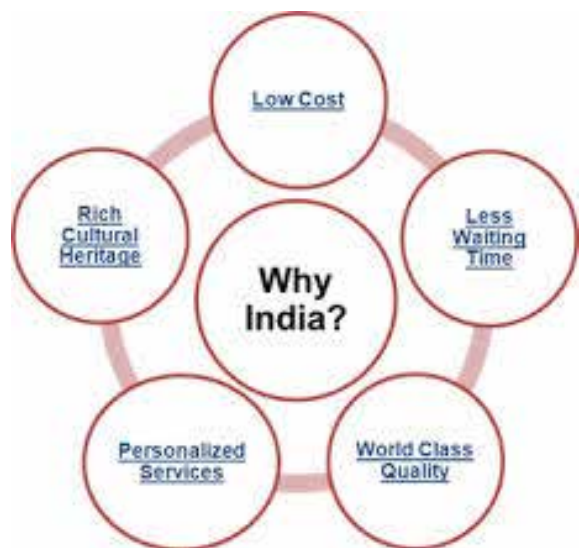 Low Cost
Less
Waiting
Time
World Class
Quality
Personalized
Services
Rich
Cultural
Heritage
Why
India?